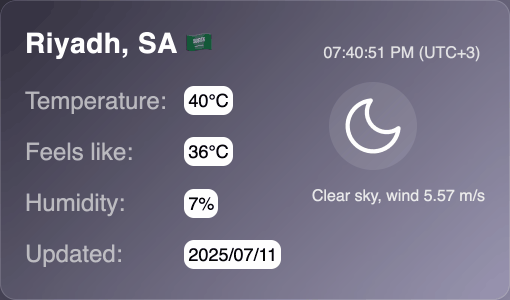 Riyadh, SA
07:40:51 PM (UTC+3)
Temperature: 40°C
Feels like: 36°C
Humidity: 7%
Clear sky, wind 5.57 m/s
Updated: 2025/07/11